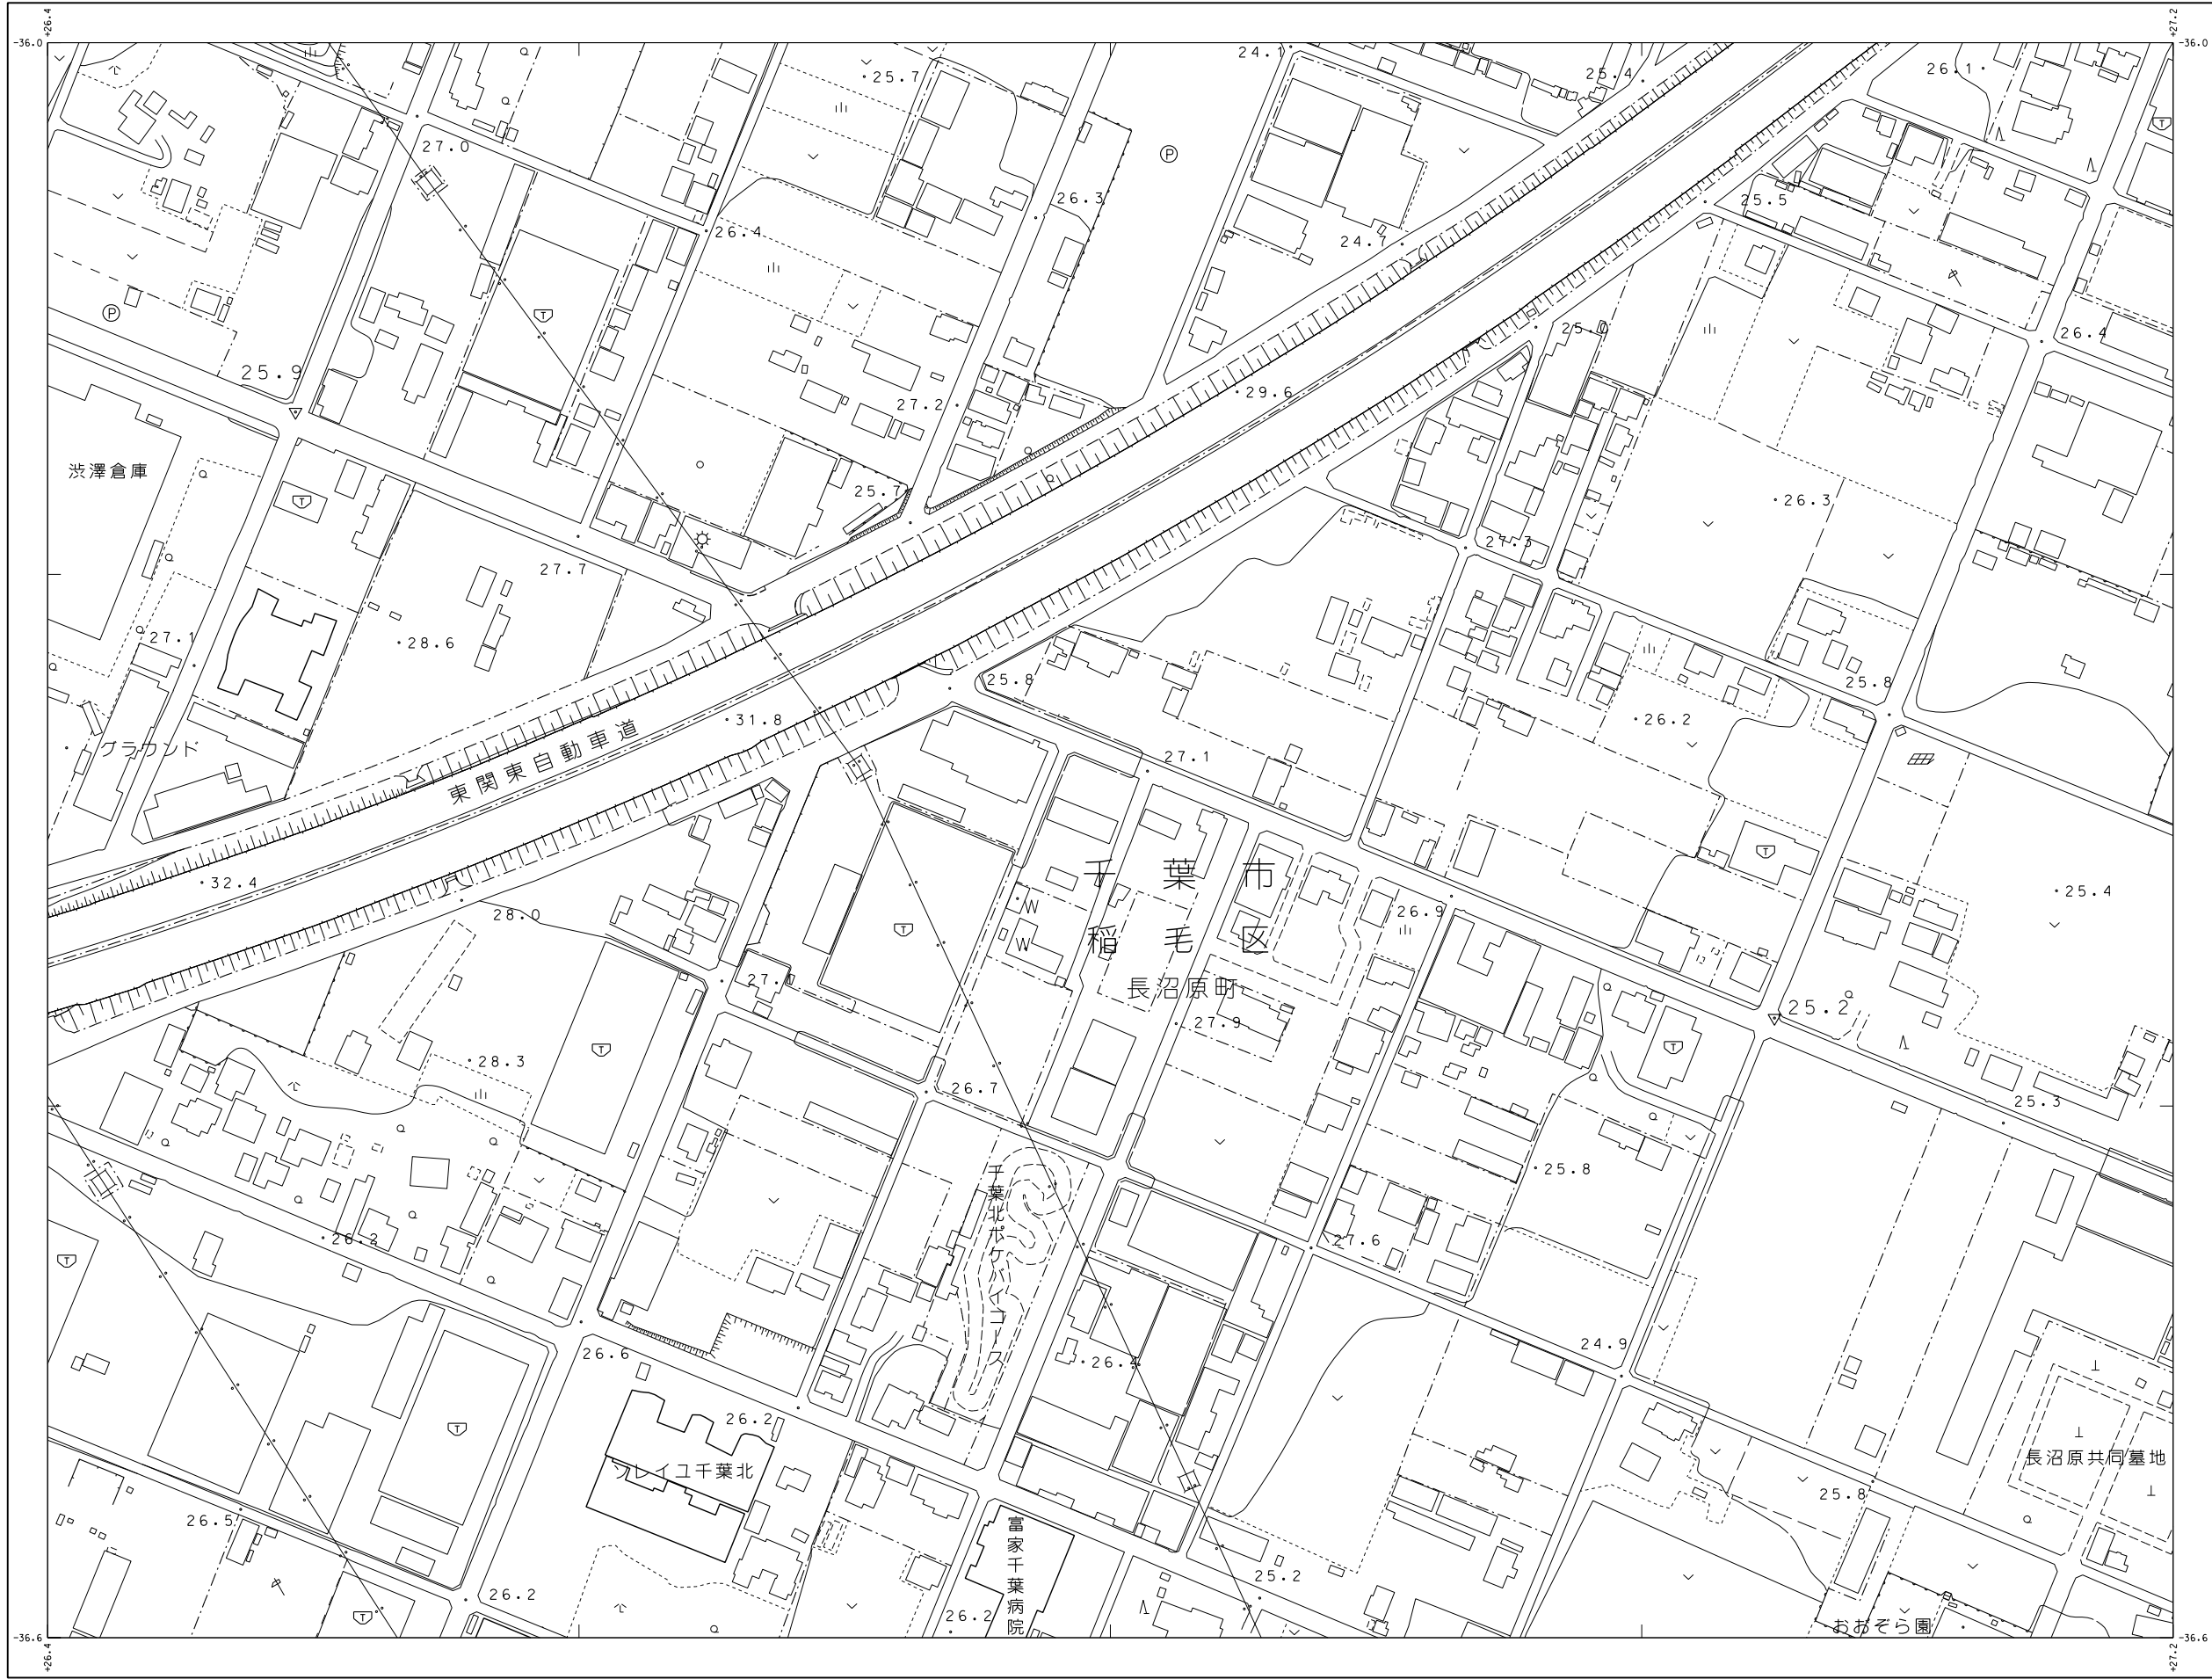 +26.4
+27.2
-36.0
-36.0
24.1
25.4
26.1
25.7
P
T
27.0
26.3
25.5
26.4
24.7
P
T
25.0
26.4
25.9
29.6
27.2
渋澤倉庫
25.7
T
26.3
27.3
27.7
27.1
28.6
25.8
25.8
グラウンド
31.8
26.2
東関東自動車道
27.1
T
千葉市
32.4
25.4
28.0
26.9
W
T
W
稲毛区
27.1
長沼原町
25.2
27.9
T
T
28.3
26.7
25.3
25.8
千葉北ポケバイコース
26.2
27.6
T
24.9
26.6
26.4
26.2
T
ソレイユ千葉北
長沼原共同墓地
25.8
26.5
富家千葉病院
25.2
26.2
26.2
T
おおぞら園
-36.6
-36.6
+26.4
+27.2